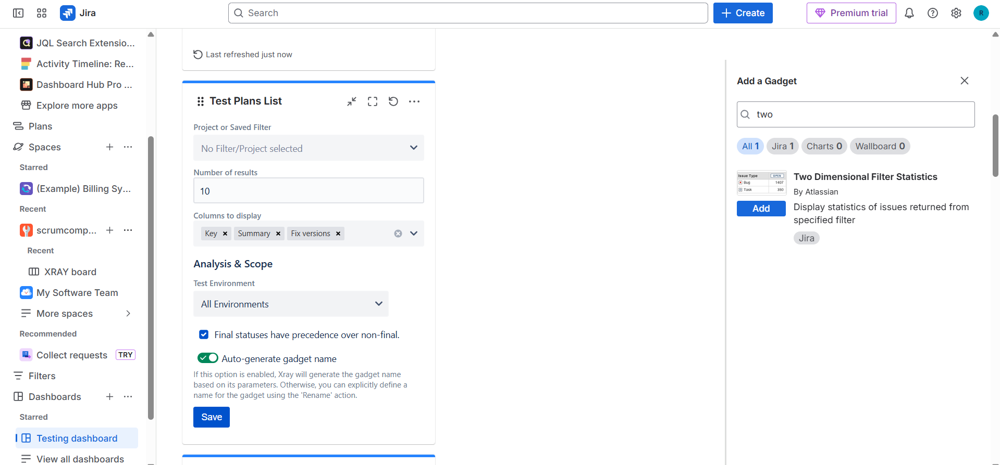 Jira
Search
Create
Premium trial
R
JQL Search Extensio...
Activity Timeline: Re...
Dashboard Hub Pro ...
Explore more apps
Plans
Spaces
Starred
(Example) Billing Sy...
Recent
scrumcomp...
Recent
XRAY board
My Software Team
More spaces
Recommended
Collect requests TRY
Filters
Dashboards
Starred
Testing dashboard
View all dashboards
Last refreshed just now
Test Plans List
Project or Saved Filter
No Filter/Project selected
Number of results
10
Columns to display
Key Summary Fix versions
Analysis & Scope
Test Environment
All Environments
Final statuses have precedence over non-final.
Auto-generate gadget name
If this option is enabled, Xray will generate the gadget name
based on its parameters. Otherwise, you can explicitly define a
name for the gadget using the 'Rename' action.
Save
Add a Gadget
two
All 1 Jira 1 Charts 0 Wallboard 0
Issue Type OPEN
Bug 1407
Task 390
Add
Two Dimensional Filter Statistics
By Atlassian
Display statistics of issues returned from
specified filter
Jira